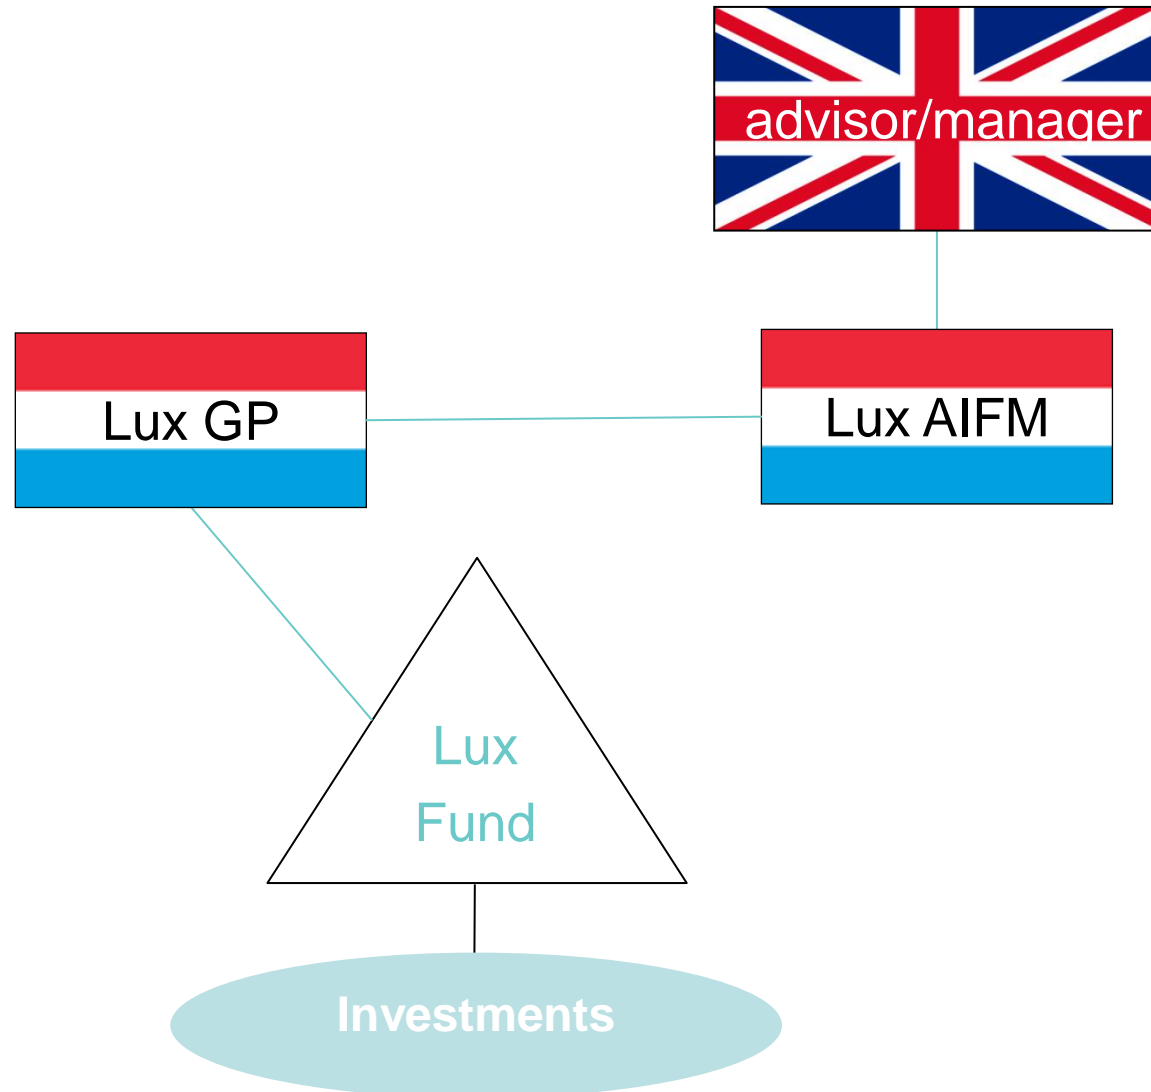 advisor/manager
Lux GP
Lux AIFM
Lux
Fund
Investments